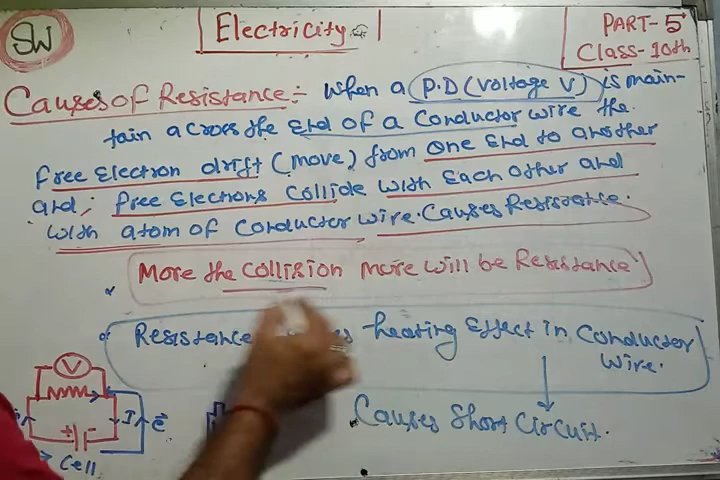 SW
Electricity
PART-5
Class-10th
Causes of Resistance:- When a P.D (Voltage V) is main-
tain across the End of a Conductor wire the
free Electron drift (move) from one End to another
and; free Electrons Collide with Each other and
with atom of Conductor wire. Causes Resistance.
More the Collision More will be Resistance
Resistance heating Effect in Conductor
wire.
Causes Short Circuit.
V
I
e
+ -
Cell